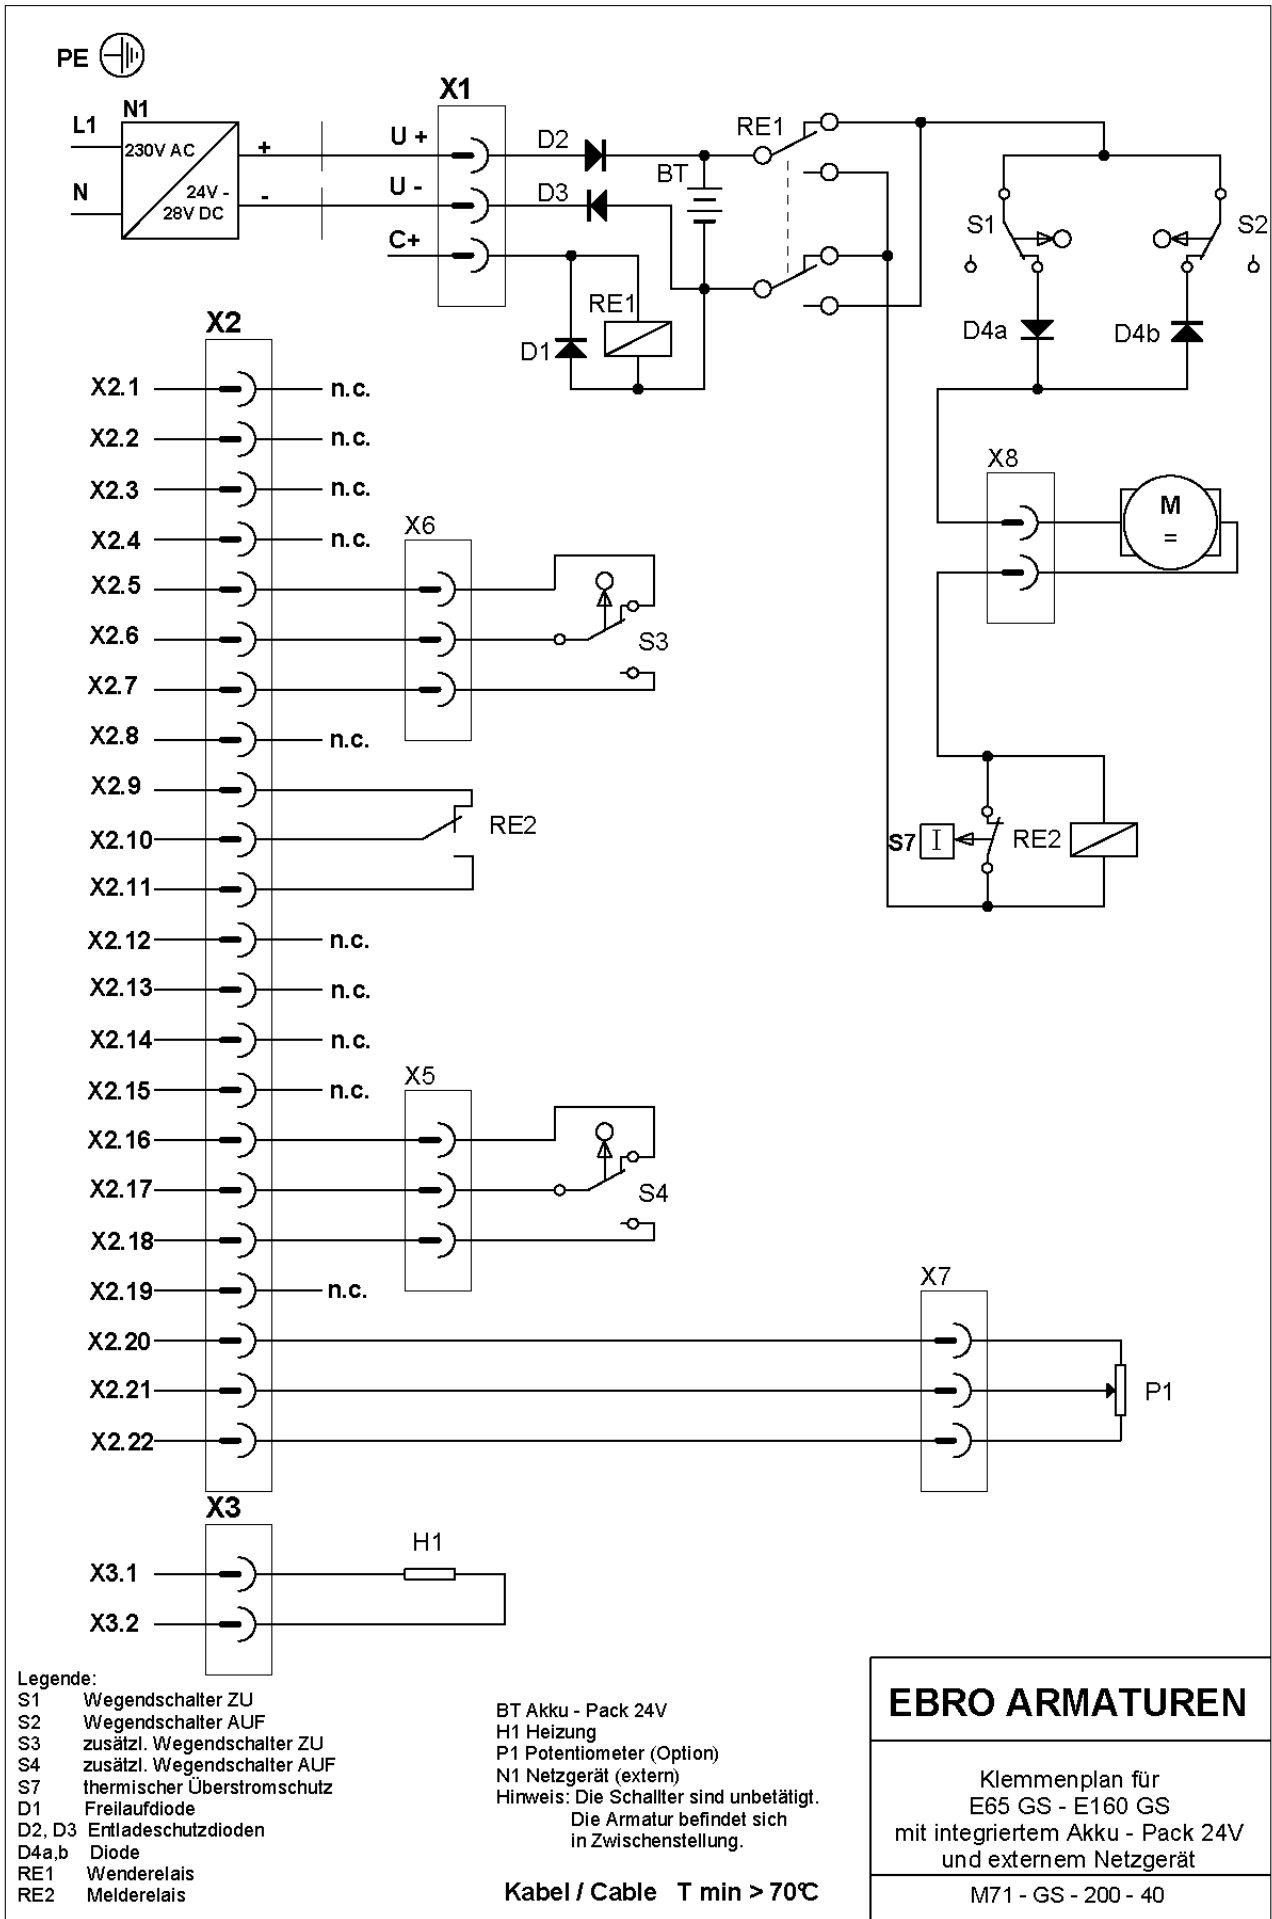 PE
X1
N1
L1
230V AC
+
U +
D2
RE1
BT
N
24V -
28V DC
-
U -
D3
C+
S1
S2
RE1
D1
D4a
D4b
X2
X2.1
n.c.
X2.2
n.c.
X2.3
n.c.
X2.4
n.c.
X6
X8
M
=
X2.5
X2.6
S3
X2.7
X2.8
n.c.
X2.9
X2.10
RE2
S7
I
RE2
X2.11
X2.12
n.c.
X2.13
n.c.
X2.14
n.c.
X2.15
n.c.
X5
X2.16
X2.17
S4
X2.18
X2.19
n.c.
X7
X2.20
X2.21
P1
X2.22
X3
H1
X3.1
X3.2
Legende:
S1 Wegendschalter ZU
S2 Wegendschalter AUF
S3 zusätzl. Wegendschalter ZU
S4 zusätzl. Wegendschalter AUF
S7 thermischer Überstromschutz
D1 Freilaufdiode
D2, D3 Entladeschutzdioden
D4a,b Diode
RE1 Wenderelais
RE2 Melderelais
BT Akku - Pack 24V
H1 Heizung
P1 Potentiometer (Option)
N1 Netzgerät (extern)
Hinweis: Die Schallter sind unbetätigt.
Die Armatur befindet sich
in Zwischenstellung.
Kabel / Cable T min > 70°C
EBRO ARMATUREN
Klemmenplan für
E65 GS - E160 GS
mit integriertem Akku - Pack 24V
und externem Netzgerät
M71 - GS - 200 - 40